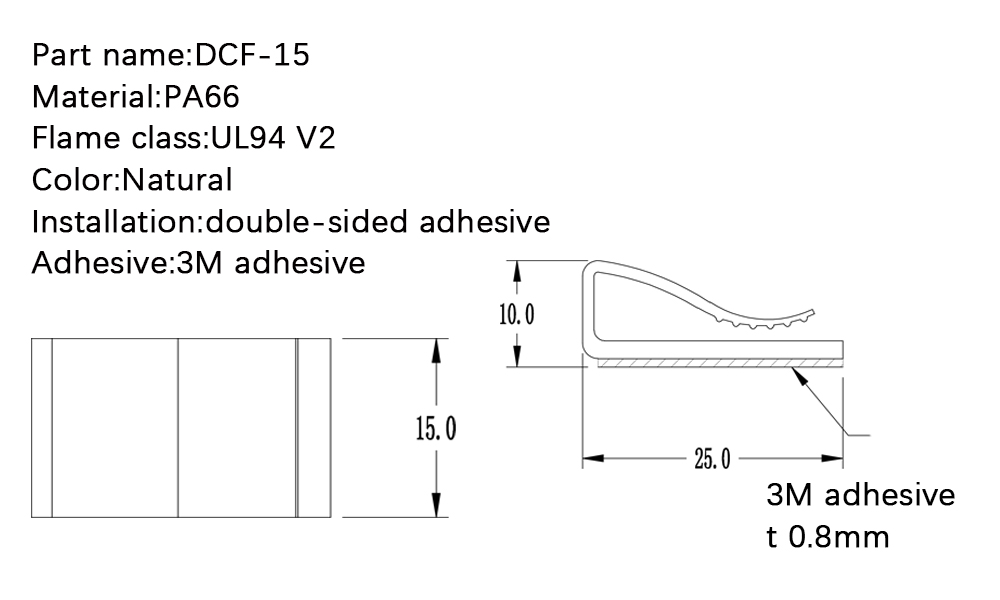 Part name:DCF-15
Material:PA66
Flame class:UL94 V2
Color:Natural
Installation:double-sided adhesive
Adhesive:3M adhesive
10.0
15.0
25.0
3M adhesive
t 0.8mm